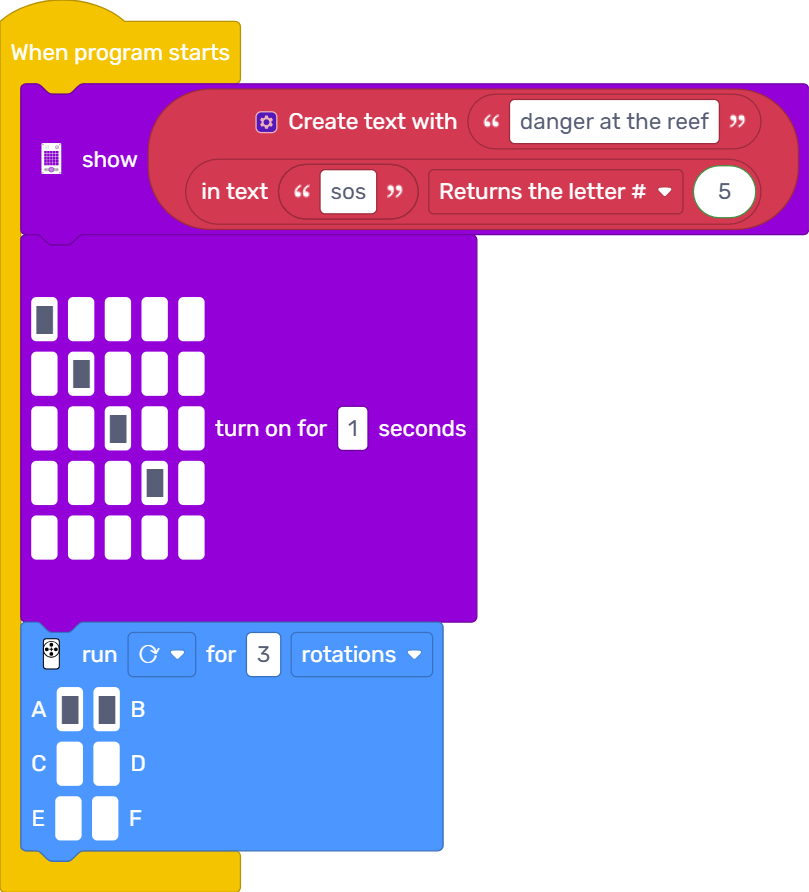 When program starts
Create text with “ danger at the reef ”
show
in text “ sos ” Returns the letter # 5
turn on for 1 seconds
run for 3 rotations
A B
C D
E F